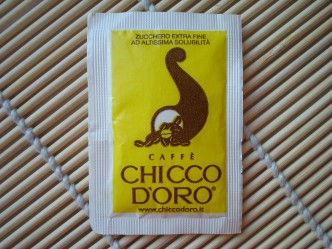 ZUCCHERO EXTRA FINE
AD ALTISSIMA SOLUBILITÀ
CAFFÈ
CHICCO
D'ORO®
www.chiccodoro.it